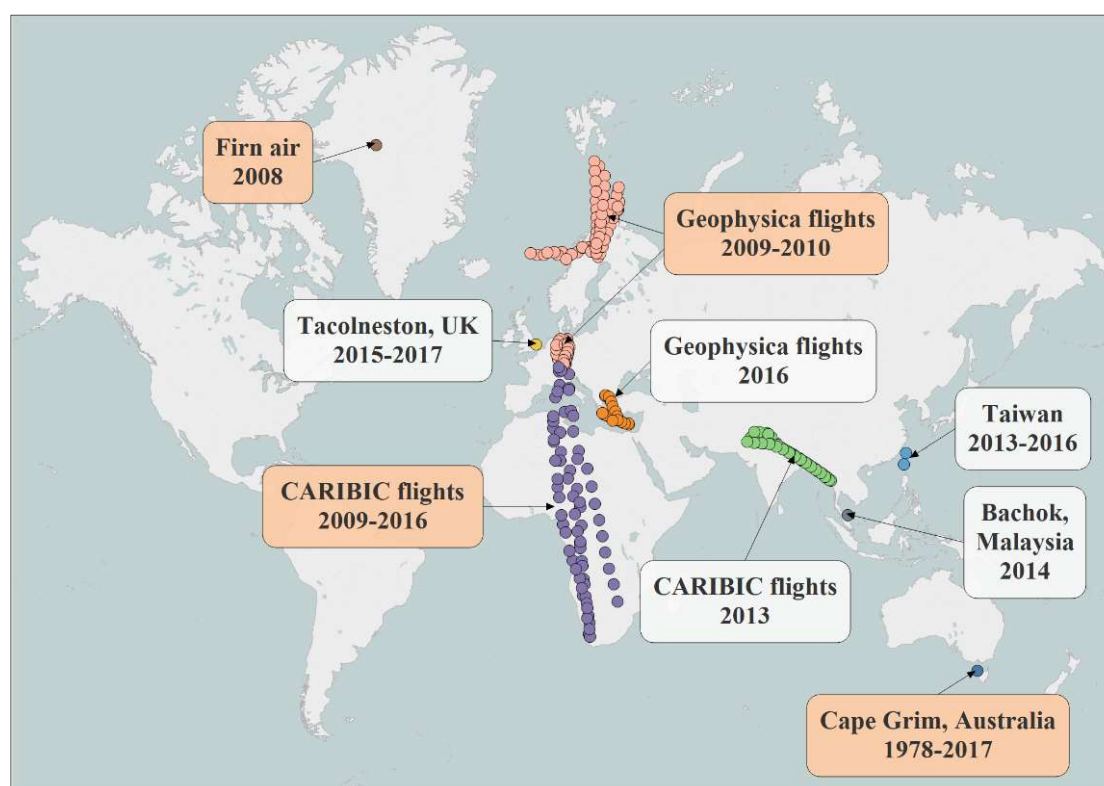 Firn air
2008
Geophysica flights
2009-2010
Tacolneston, UK
2015-2017
Geophysica flights
2016
Taiwan
2013-2016
CARIBIC flights
2009-2016
Bachok,
Malaysia
2014
CARIBIC flights
2013
Cape Grim, Australia
1978-2017